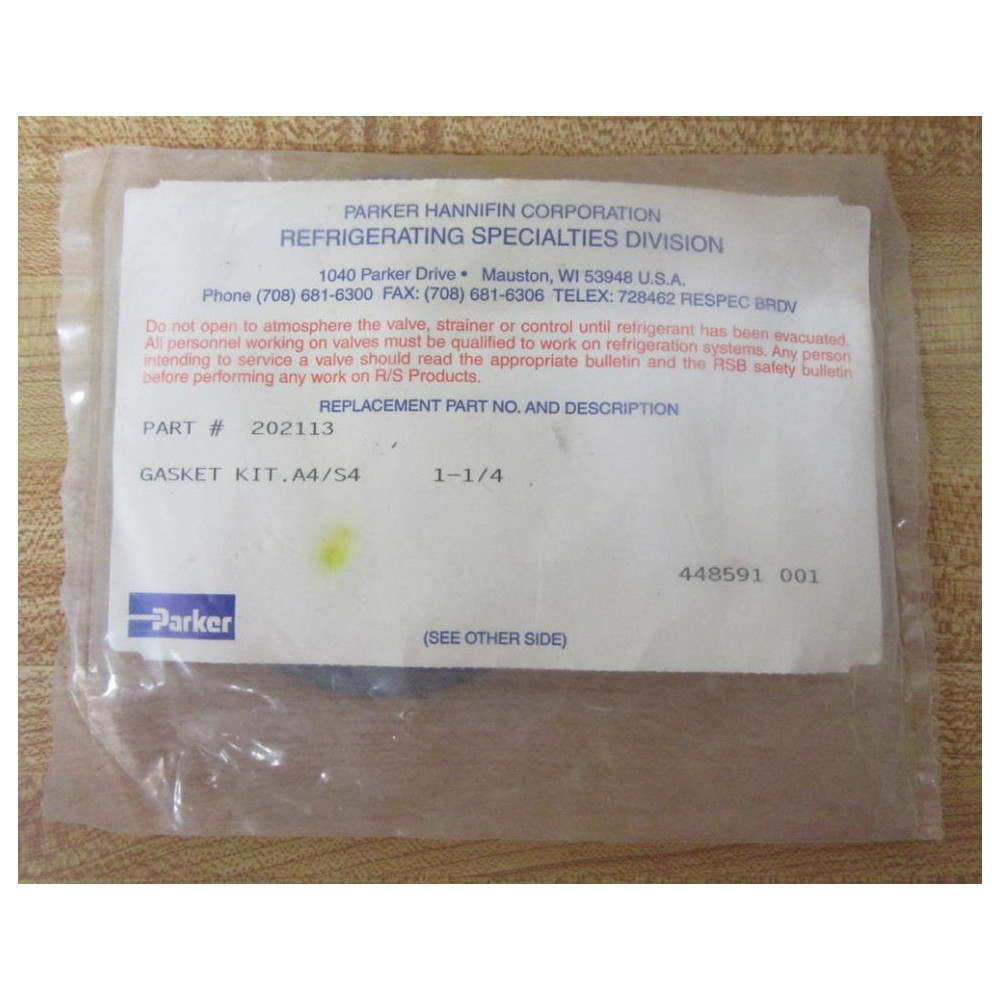 PARKER HANNIFIN CORPORATION
REFRIGERATING SPECIALTIES DIVISION
1040 Parker Drive • Mauston, WI 53948 U.S.A.
Phone (708) 681-6300 FAX: (708) 681-6306 TELEX: 728462 RESPEC BRDV
Do not open to atmosphere the valve, strainer or control until refrigerant has been evacuated.
All personnel working on valves must be qualified to work on refrigeration systems. Any person
intending to service a valve should read the appropriate bulletin and the RSB safety bulletin
before performing any work on R/S Products.
REPLACEMENT PART NO. AND DESCRIPTION
PART # 202113
GASKET KIT.A4/S4 1-1/4
448591 001
Parker
(SEE OTHER SIDE)